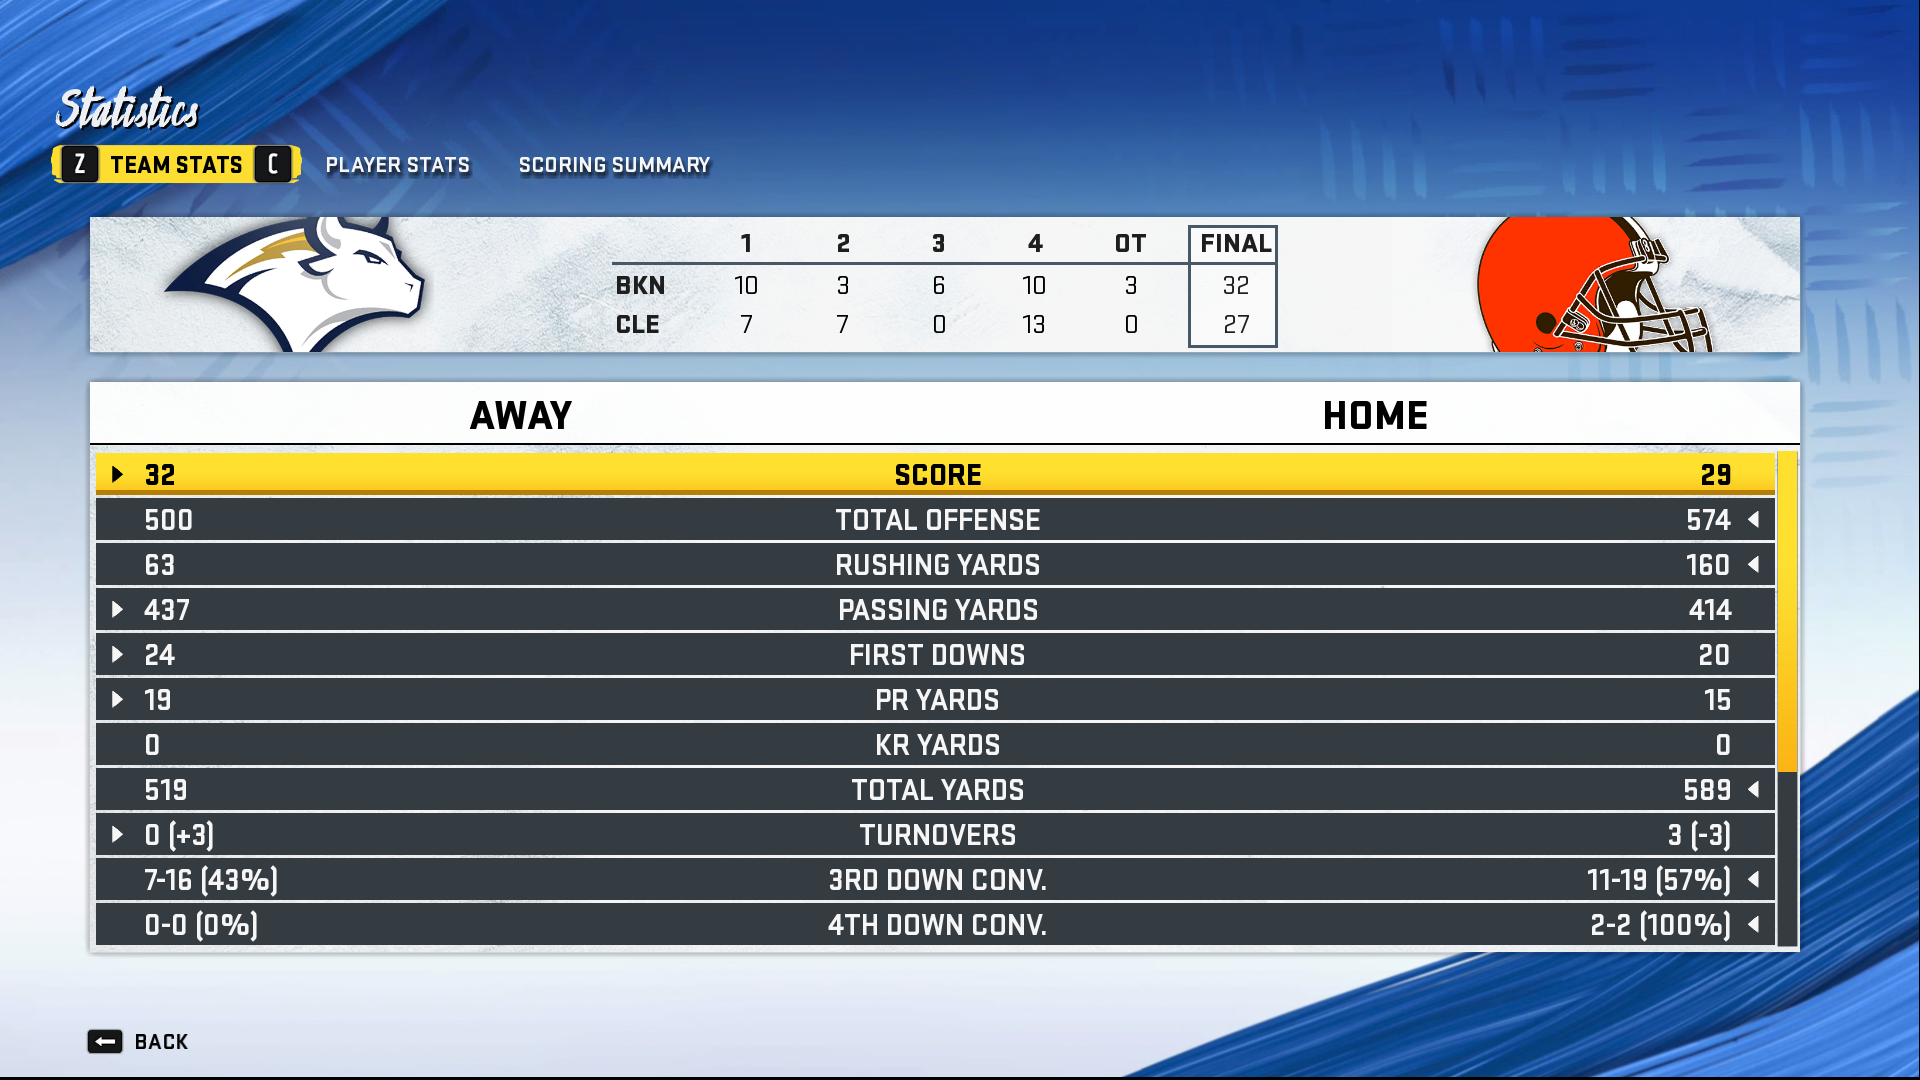 Statistics
Z TEAM STATS C PLAYER STATS SCORING SUMMARY
1 2 3 4 OT FINAL
BKN 10 3 6 10 3 32
CLE 7 7 0 13 0 27
AWAY HOME
32 SCORE 29
500 TOTAL OFFENSE 574
63 RUSHING YARDS 160
437 PASSING YARDS 414
24 FIRST DOWNS 20
19 PR YARDS 15
0 KR YARDS 0
519 TOTAL YARDS 589
0 (+3) TURNOVERS 3 (-3)
7-16 (43%) 3RD DOWN CONV. 11-19 (57%)
0-0 (0%) 4TH DOWN CONV. 2-2 (100%)
BACK